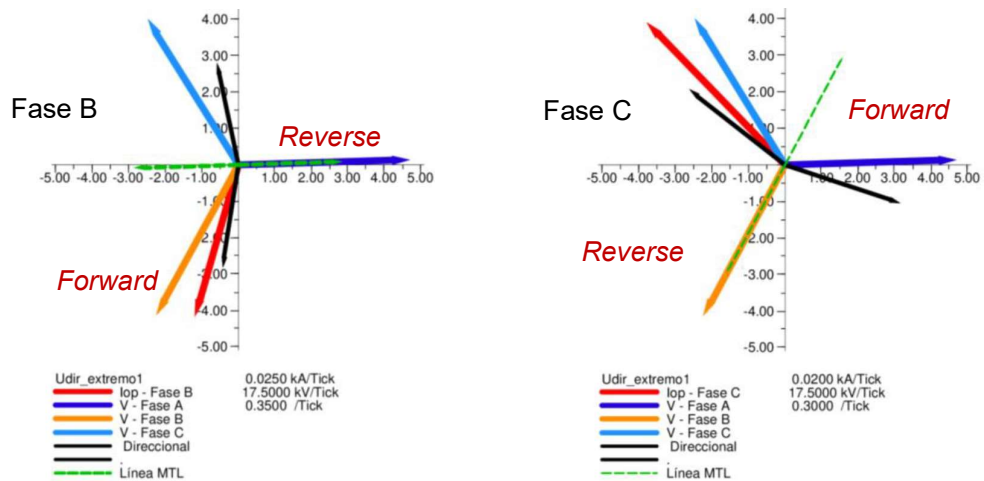 Fase B
Reverse
Forward
4.00
3.00
2.00
1.00
-5.00 -4.00 -3.00 -2.00 -1.00 1.00 2.00 3.00 4.00 5.00
-3.00
-4.00
-5.00
Udir_extremo1 0.0250 kA/Tick
Iop - Fase B 17.5000 kV/Tick
V - Fase A 0.3500 /Tick
V - Fase B
V - Fase C
Direccional
.
Línea MTL
Fase C
Forward
Reverse
4.00
3.00
2.00
1.00
-5.00 -4.00 -3.00 -2.00 -1.00 1.00 2.00 3.00 4.00 5.00
-2.00
-3.00
-4.00
-5.00
Udir_extremo1 0.0200 kA/Tick
Iop - Fase C 17.5000 kV/Tick
V - Fase A 0.3000 /Tick
V - Fase B
V - Fase C
Direccional
.
Línea MTL